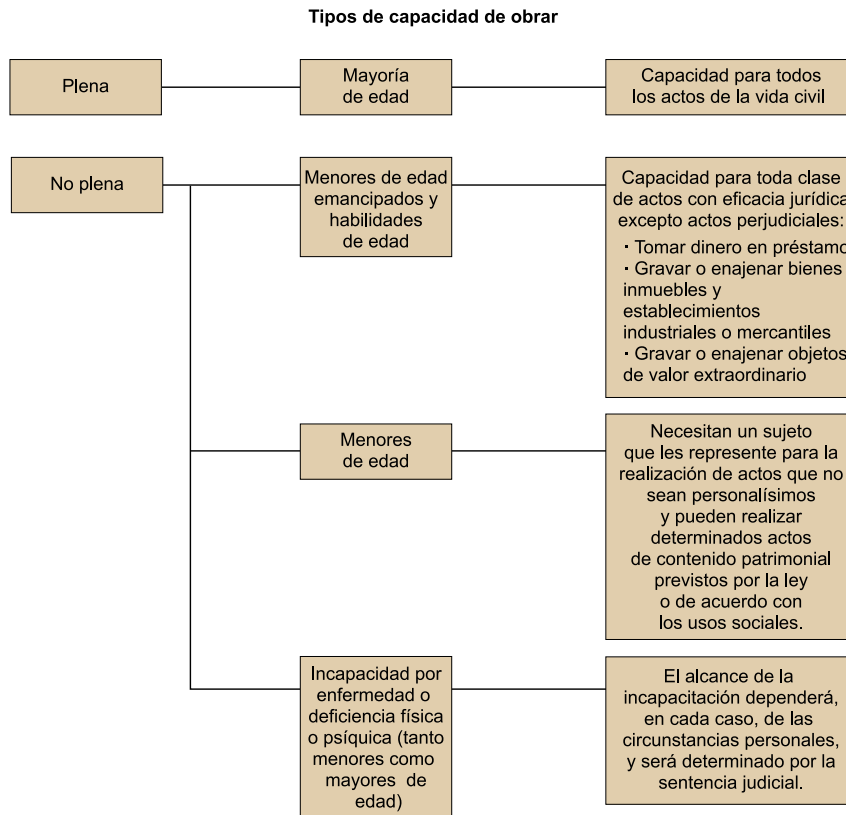 Tipos de capacidad de obrar
Plena
Mayoría
de edad
Capacidad para todos
los actos de la vida civil
No plena
Menores de edad
emancipados y
habilidades
de edad
Capacidad para toda clase
de actos con eficacia jurídica
excepto actos perjudiciales:
· Tomar dinero en préstamo
· Gravar o enajenar bienes
inmuebles y
establecimientos
industriales o mercantiles
· Gravar o enajenar objetos
de valor extraordinario
Menores
de edad
Necesitan un sujeto
que les represente para la
realización de actos que no
sean personalísimos
y pueden realizar
determinados actos
de contenido patrimonial
previstos por la ley
o de acuerdo con
los usos sociales.
Incapacidad por
enfermedad o
deficiencia física
o psíquica (tanto
menores como
mayores de
edad)
El alcance de la
incapacitación dependerá,
en cada caso, de las
circunstancias personales,
y será determinado por la
sentencia judicial.